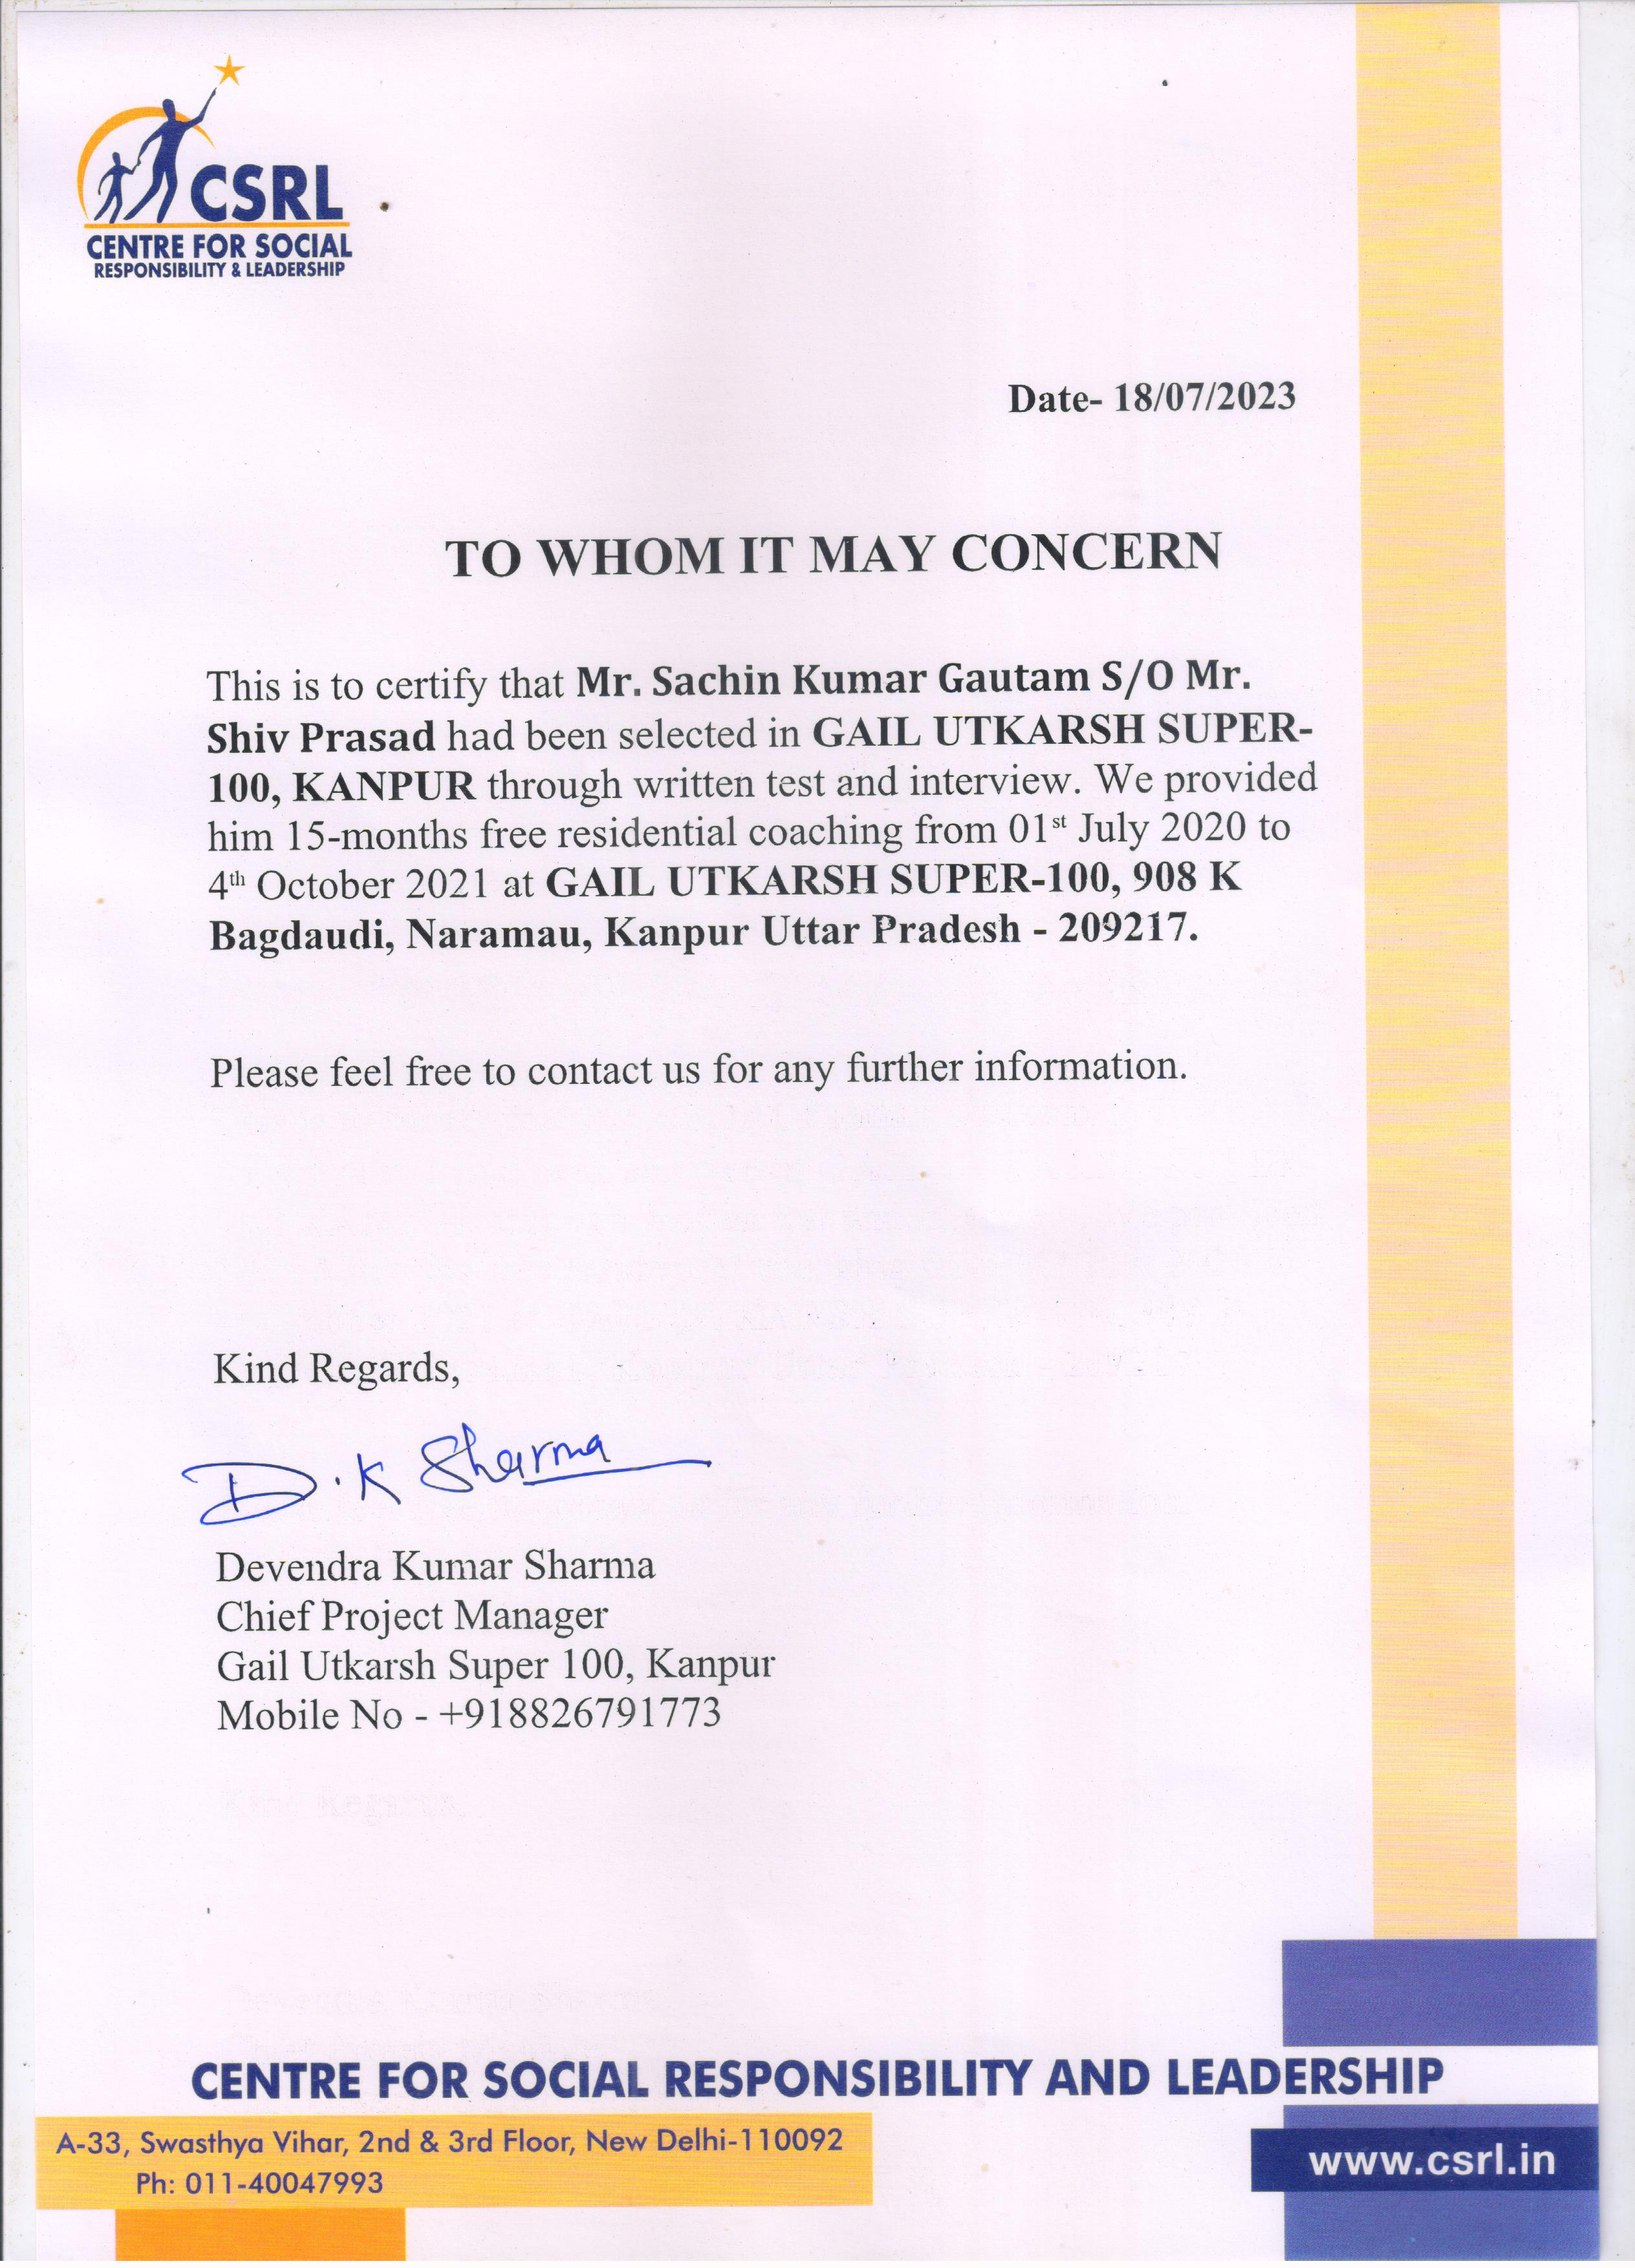 CSRL
CENTRE FOR SOCIAL
RESPONSIBILITY & LEADERSHIP
Date- 18/07/2023
TO WHOM IT MAY CONCERN
This is to certify that Mr. Sachin Kumar Gautam S/O Mr.
Shiv Prasad had been selected in GAIL UTKARSH SUPER-
100, KANPUR through written test and interview. We provided
him 15-months free residential coaching from 01st July 2020 to
4th October 2021 at GAIL UTKARSH SUPER-100, 908 K
Bagdaudi, Naramau, Kanpur Uttar Pradesh - 209217.
Please feel free to contact us for any further information.
Kind Regards,
D.K Sharma
Devendra Kumar Sharma
Chief Project Manager
Gail Utkarsh Super 100, Kanpur
Mobile No - +918826791773
CENTRE FOR SOCIAL RESPONSIBILITY AND LEADERSHIP
A-33, Swasthya Vihar, 2nd & 3rd Floor, New Delhi-110092
Ph: 011-40047993
www.csrl.in